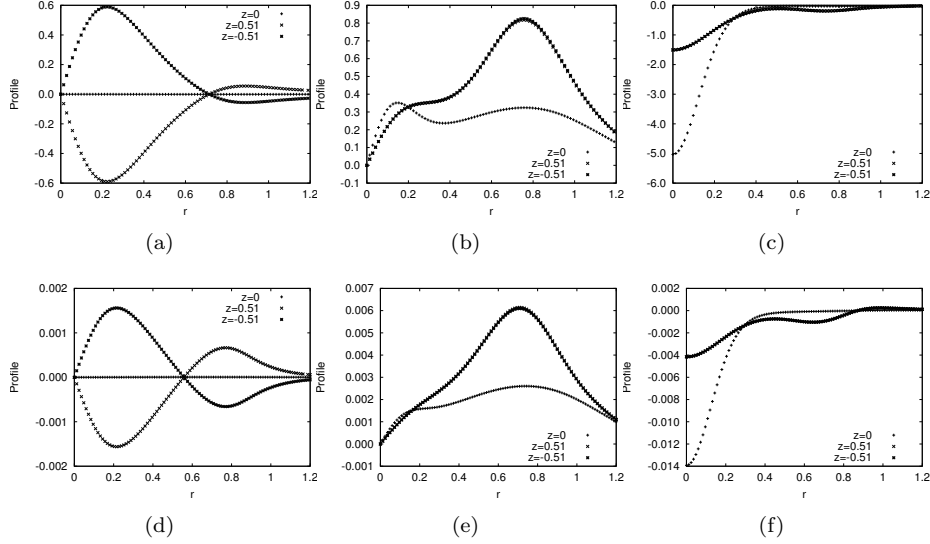 0.6
0.4
0.2
0.0
-0.2
-0.4
-0.6
Profile
0 0.2 0.4 0.6 0.8 1.0 1.2
r
z=0
z=0.51
z=-0.51
(a)
0.9
0.8
0.7
0.6
0.5
0.4
0.3
0.2
0.1
0.0
-0.1
Profile
0 0.2 0.4 0.6 0.8 1.0 1.2
r
z=0
z=0.51
z=-0.51
(b)
0.0
-1.0
-2.0
-3.0
-4.0
-5.0
-6.0
Profile
0 0.2 0.4 0.6 0.8 1.0 1.2
r
z=0
z=0.51
z=-0.51
(c)
0.002
0.001
0.000
-0.001
-0.002
Profile
0 0.2 0.4 0.6 0.8 1.0 1.2
r
z=0
z=0.51
z=-0.51
(d)
0.007
0.006
0.005
0.004
0.003
0.002
0.001
0.000
-0.001
Profile
0 0.2 0.4 0.6 0.8 1.0 1.2
r
z=0
z=0.51
z=-0.51
(e)
0.002
0.000
-0.002
-0.004
-0.006
-0.008
-0.010
-0.012
-0.014
Profile
0 0.2 0.4 0.6 0.8 1.0 1.2
r
z=0
z=0.51
z=-0.51
(f)